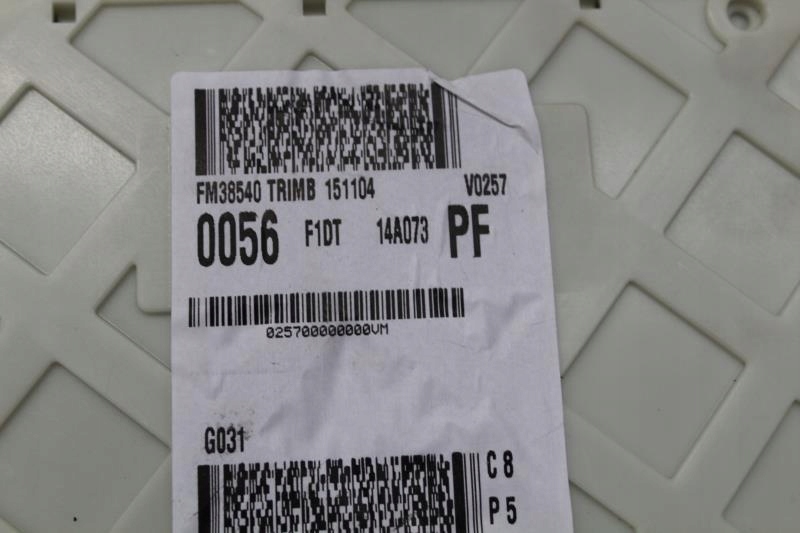 FM38540 TRIMB 151104 V0257
0056 F1DT 14A073 PF
025700000000VM
G031
C 8
P 5